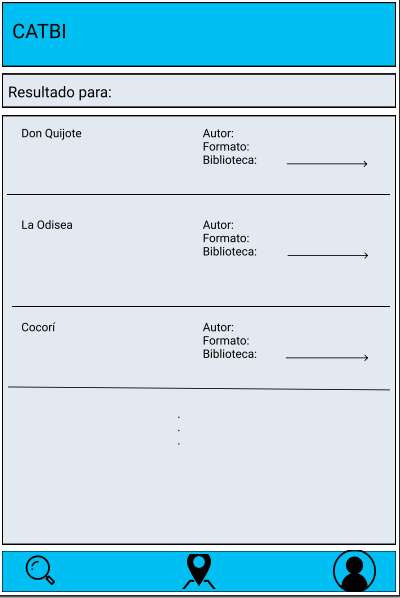 CATBI
Resultado para:
Don Quijote
Autor:
Formato:
Biblioteca:
La Odisea
Autor:
Formato:
Biblioteca:
Cocorí
Autor:
Formato:
Biblioteca:
.
.
.